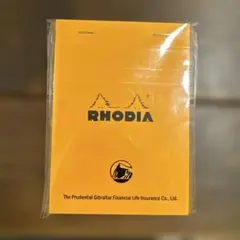 RHODIA
The Prudential Gibraltar Financial Life Insurance Co., Ltd.